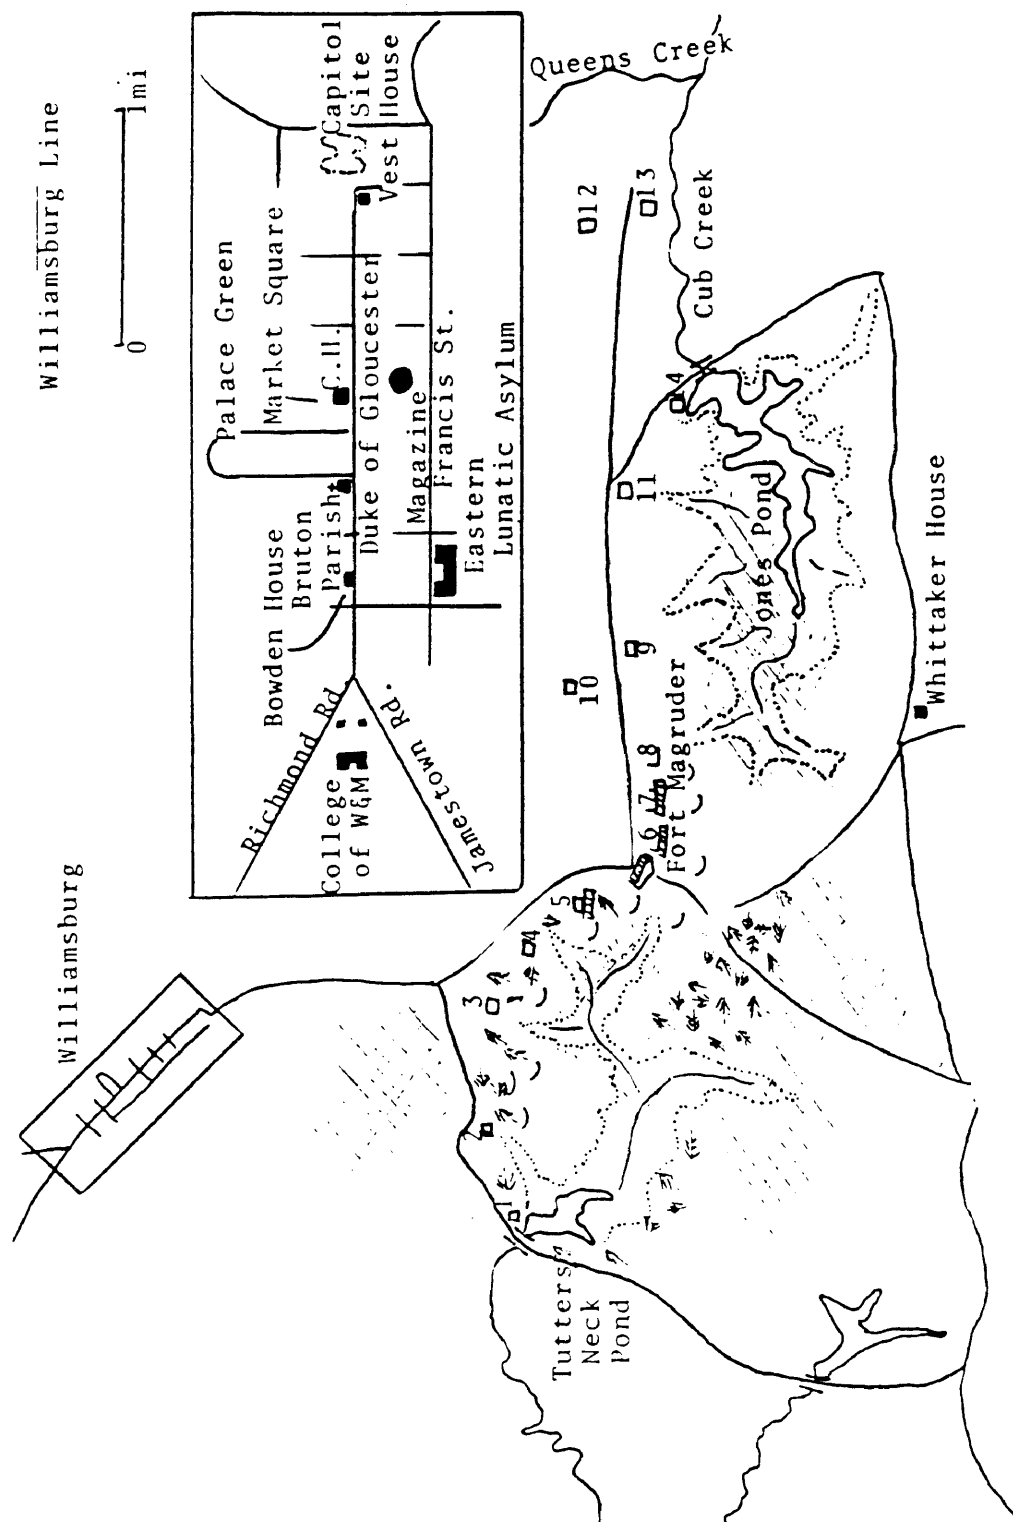 Williamsburg Line
0 1mi
Williamsburg
Palace Green
Market Square
C.H.
Capitol
Site
Vest House
Bowden House
Bruton
Parish
Duke of Gloucester
Magazine
Francis St.
Eastern
Lunatic Asylum
Richmond Rd.
College
of W&M
Jamestown Rd.
Queens Creek
Cub Creek
Jones Pond
Whittaker House
Fort Magruder
Tutters
Neck
Pond
1
2
3
4
5
6
7
8
9
10
11
12
13
14